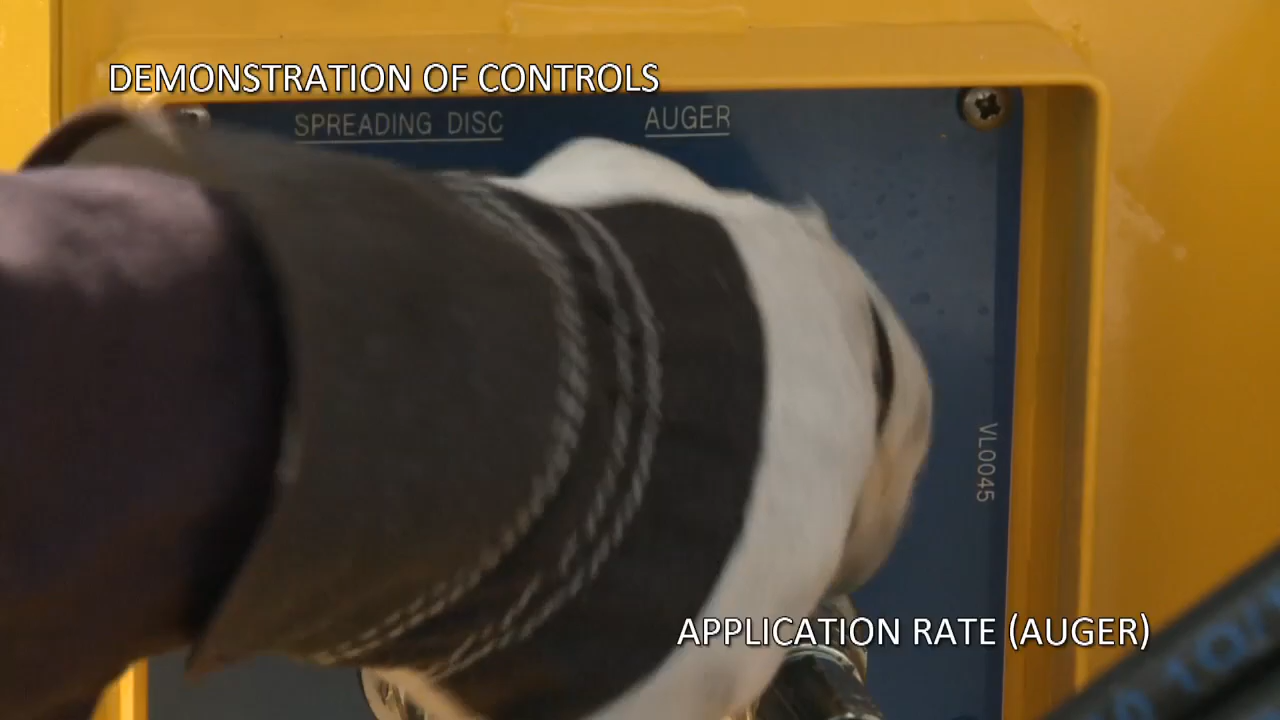 DEMONSTRATION OF CONTROLS
SPREADING DISC
AUGER
VL0045
APPLICATION RATE (AUGER)